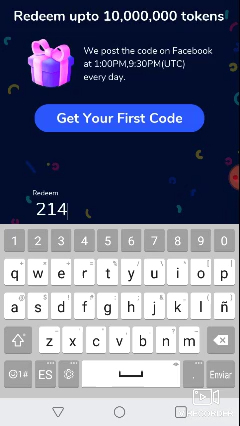 Redeem upto 10,000,000 tokens
We post the code on Facebook
at 1:00PM,9:30PM(UTC)
every day.
Get Your First Code
Redeem
214
1 2 3 4 5 6 7 8 9 0
q w e r t y u i o p
a s d f g h j k l ñ
z x c v b n m
☺1# ES . Enviar
RECORDER